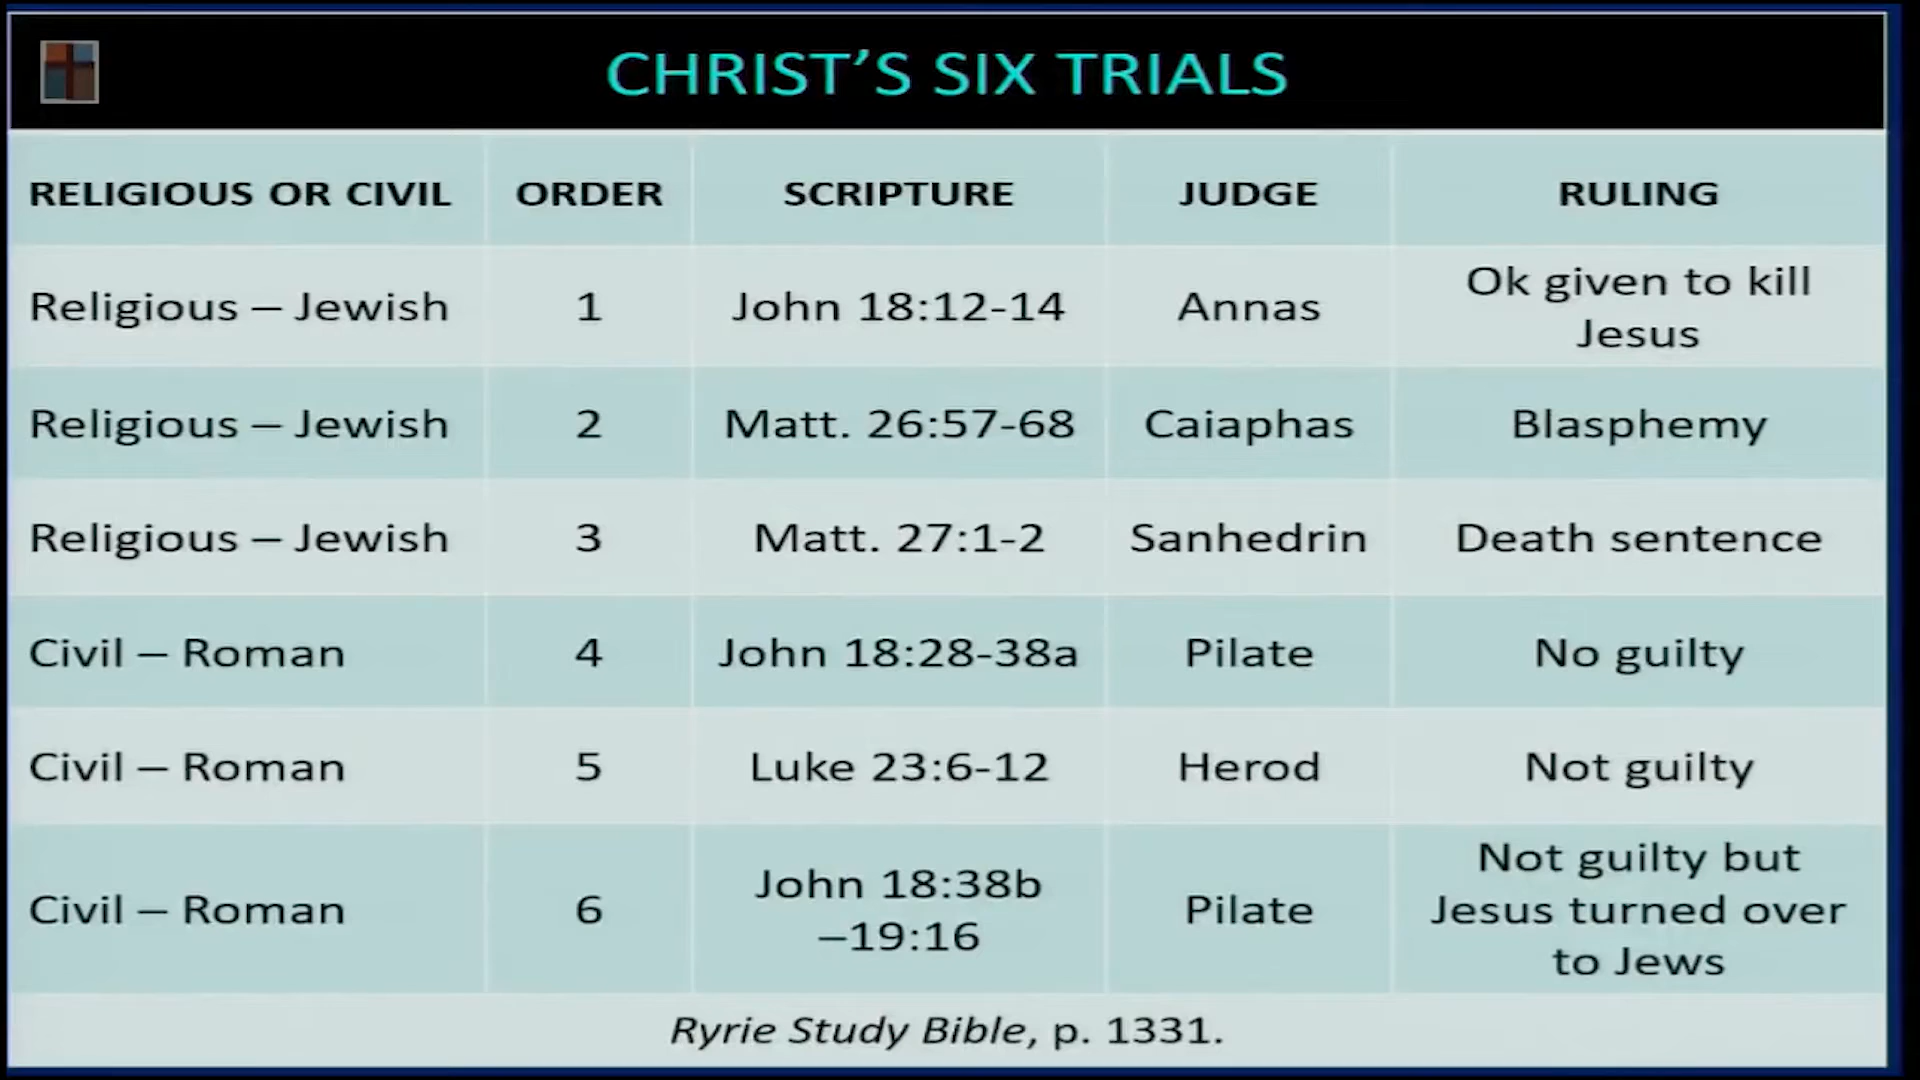 CHRIST'S SIX TRIALS
RELIGIOUS OR CIVIL ORDER SCRIPTURE JUDGE RULING
Religious – Jewish 1 John 18:12-14 Annas Ok given to kill
Jesus
Religious – Jewish 2 Matt. 26:57-68 Caiaphas Blasphemy
Religious – Jewish 3 Matt. 27:1-2 Sanhedrin Death sentence
Civil – Roman 4 John 18:28-38a Pilate No guilty
Civil – Roman 5 Luke 23:6-12 Herod Not guilty
Civil – Roman 6 John 18:38b
–19:16 Pilate Not guilty but
Jesus turned over
to Jews
Ryrie Study Bible, p. 1331.